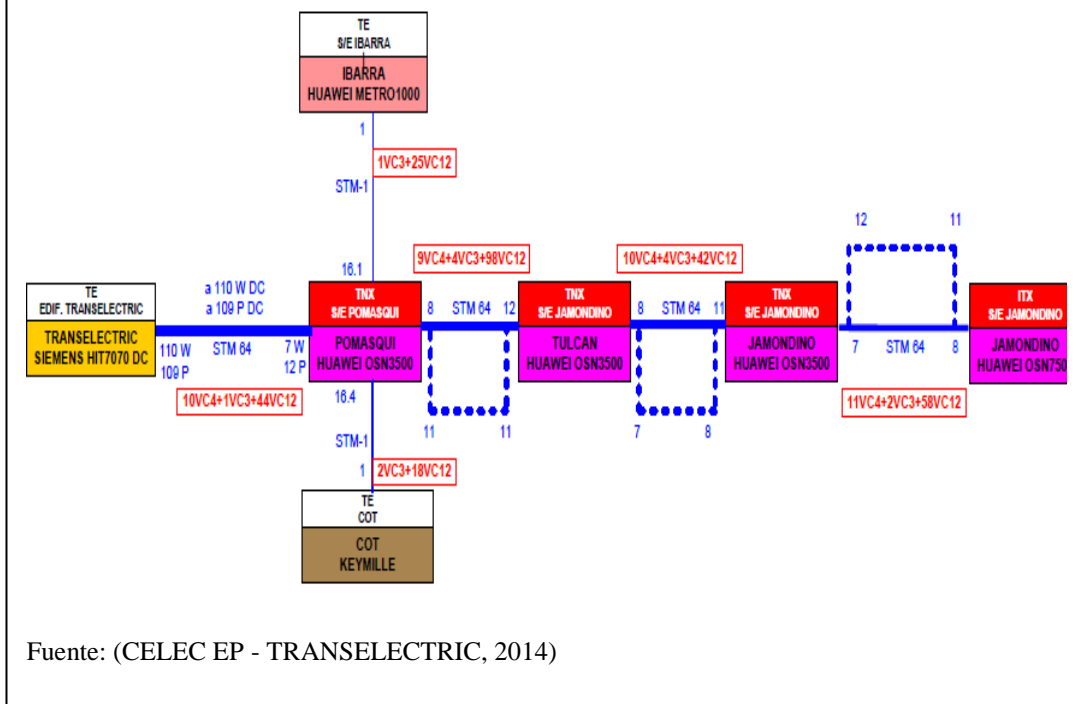 TE
S/E IBARRA
IBARRA
HUAWEI METRO1000
1
1VC3+25VC12
STM-1
16.1
12 11
9VC4+4VC3+98VC12
10VC4+4VC3+42VC12
a 110 W DC
a 109 P DC
TE
EDIF. TRANSELECTRIC
TRANSELECTRIC
SIEMENS HIT7070 DC
110 W STM 64 7 W
109 P 12 P
10VC4+1VC3+44VC12
TNX
S/E POMASQUI
POMASQUI
HUAWEI OSN3500
8 STM 64 12
11 11
TNX
S/E JAMONDINO
TULCAN
HUAWEI OSN3500
8 STM 64 11
7 8
TNX
S/E JAMONDINO
JAMONDINO
HUAWEI OSN3500
7 STM 64 8
11VC4+2VC3+58VC12
ITX
S/E JAMONDINO
JAMONDINO
HUAWEI OSN750
16.4
STM-1
1
2VC3+18VC12
TE
COT
COT
KEYMILLE
Fuente: (CELEC EP - TRANSELECTRIC, 2014)